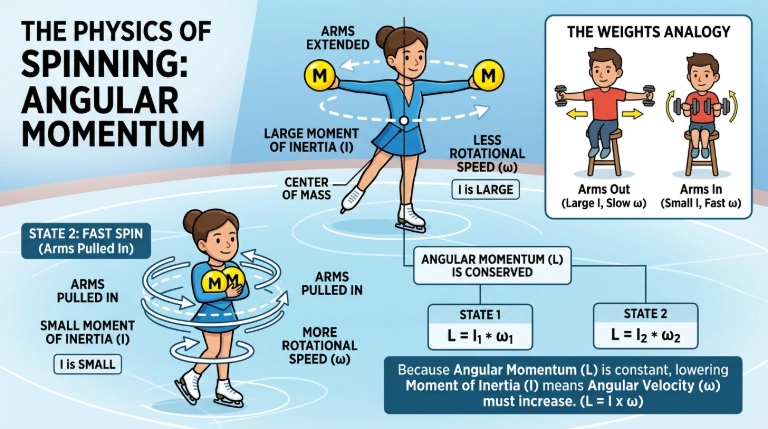 THE PHYSICS OF
SPINNING:
ANGULAR
MOMENTUM
ARMS
EXTENDED
M
M
LARGE MOMENT
OF INERTIA (I)
CENTER
OF MASS
LESS
ROTATIONAL
SPEED (ω)
I is LARGE
THE WEIGHTS ANALOGY
Arms Out
(Large I, Slow ω)
Arms In
(Small I, Fast ω)
STATE 2: FAST SPIN
(Arms Pulled In)
ARMS
PULLED IN
SMALL MOMENT
OF INERTIA (I)
I is SMALL
M
M
ARMS
PULLED IN
MORE
ROTATIONAL
SPEED (ω)
ANGULAR MOMENTUM (L)
IS CONSERVED
STATE 1
L = I₁ * ω₁
STATE 2
L = I₂ * ω₂
Because Angular Momentum (L) is constant, lowering
Moment of Inertia (I) means Angular Velocity (ω)
must increase. (L = I x ω)